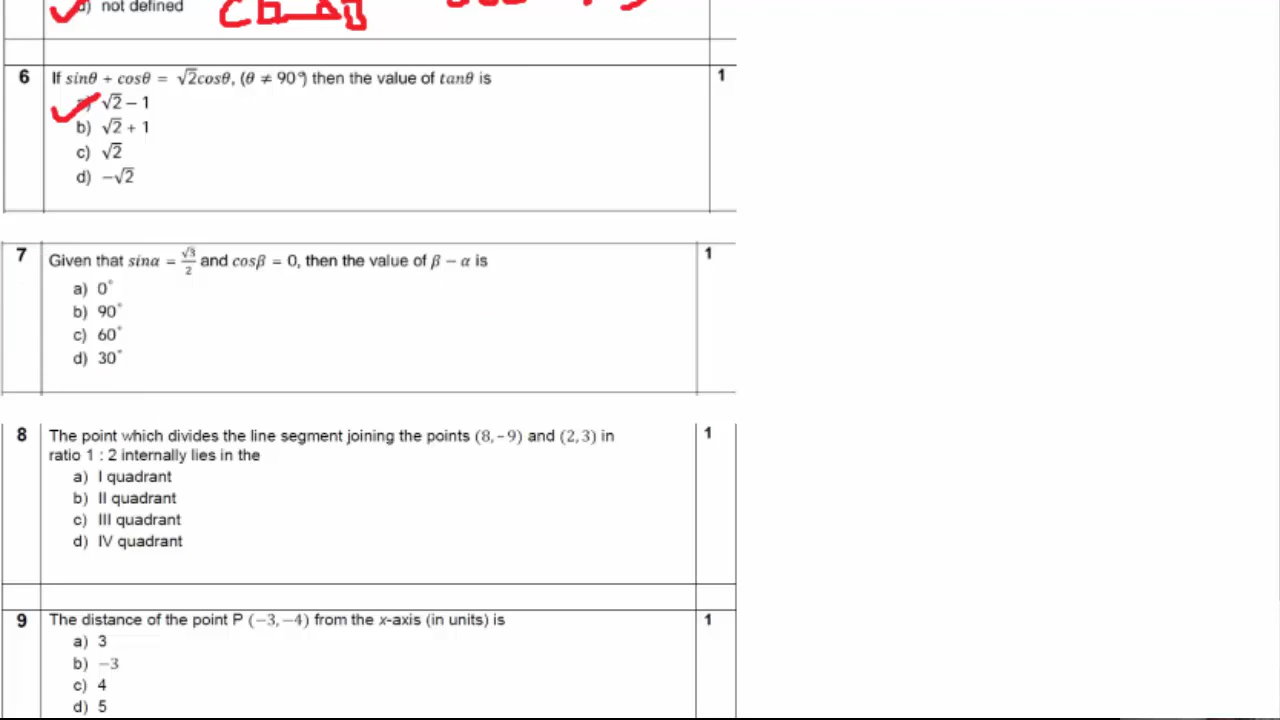 not defined
6 If sinθ + cosθ = √2cosθ, (θ ≠ 90°) then the value of tanθ is 1
√2 – 1
b) √2 + 1
c) √2
d) –√2
7 Given that sinα = √3/2 and cosβ = 0, then the value of β – α is 1
a) 0°
b) 90°
c) 60°
d) 30°
8 The point which divides the line segment joining the points (8,–9) and (2,3) in 1
ratio 1 : 2 internally lies in the
a) I quadrant
b) II quadrant
c) III quadrant
d) IV quadrant
9 The distance of the point P (–3,–4) from the x-axis (in units) is 1
a) 3
b) –3
c) 4
d) 5